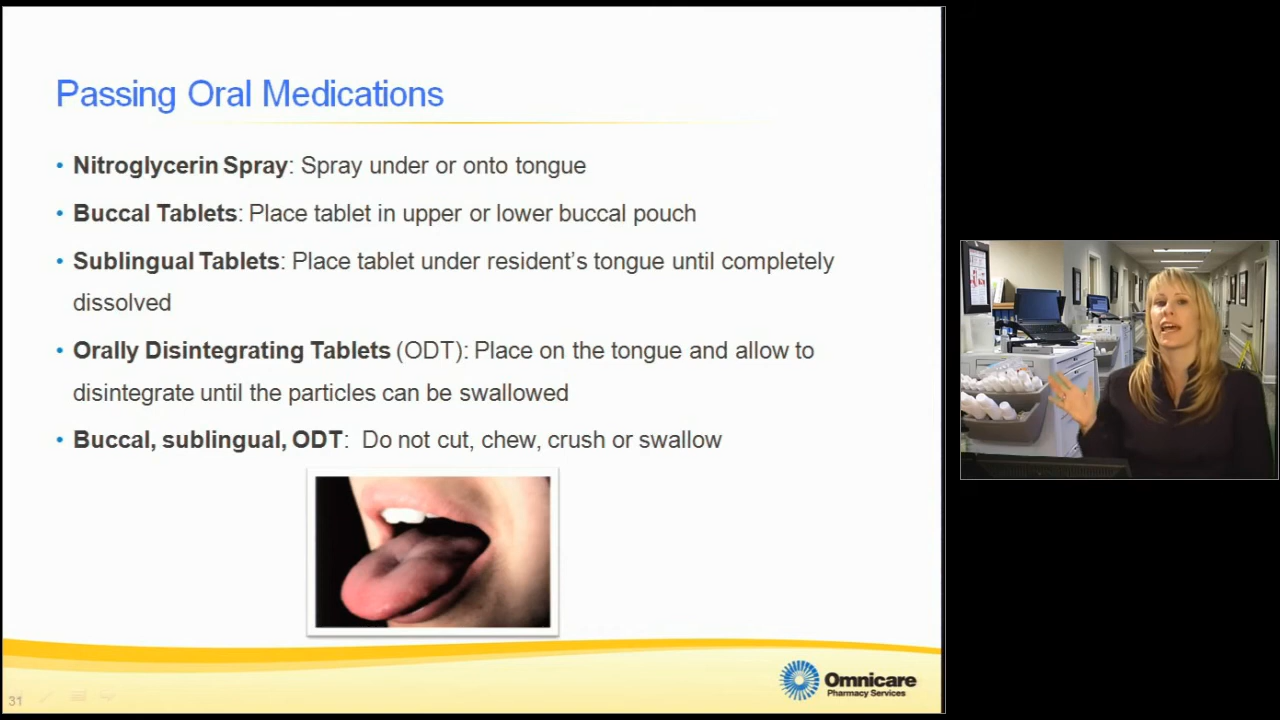 Passing Oral Medications
• Nitroglycerin Spray: Spray under or onto tongue
• Buccal Tablets: Place tablet in upper or lower buccal pouch
• Sublingual Tablets: Place tablet under resident's tongue until completely
dissolved
• Orally Disintegrating Tablets (ODT): Place on the tongue and allow to
disintegrate until the particles can be swallowed
• Buccal, sublingual, ODT:  Do not cut, chew, crush or swallow
Omnicare
Pharmacy Services
31